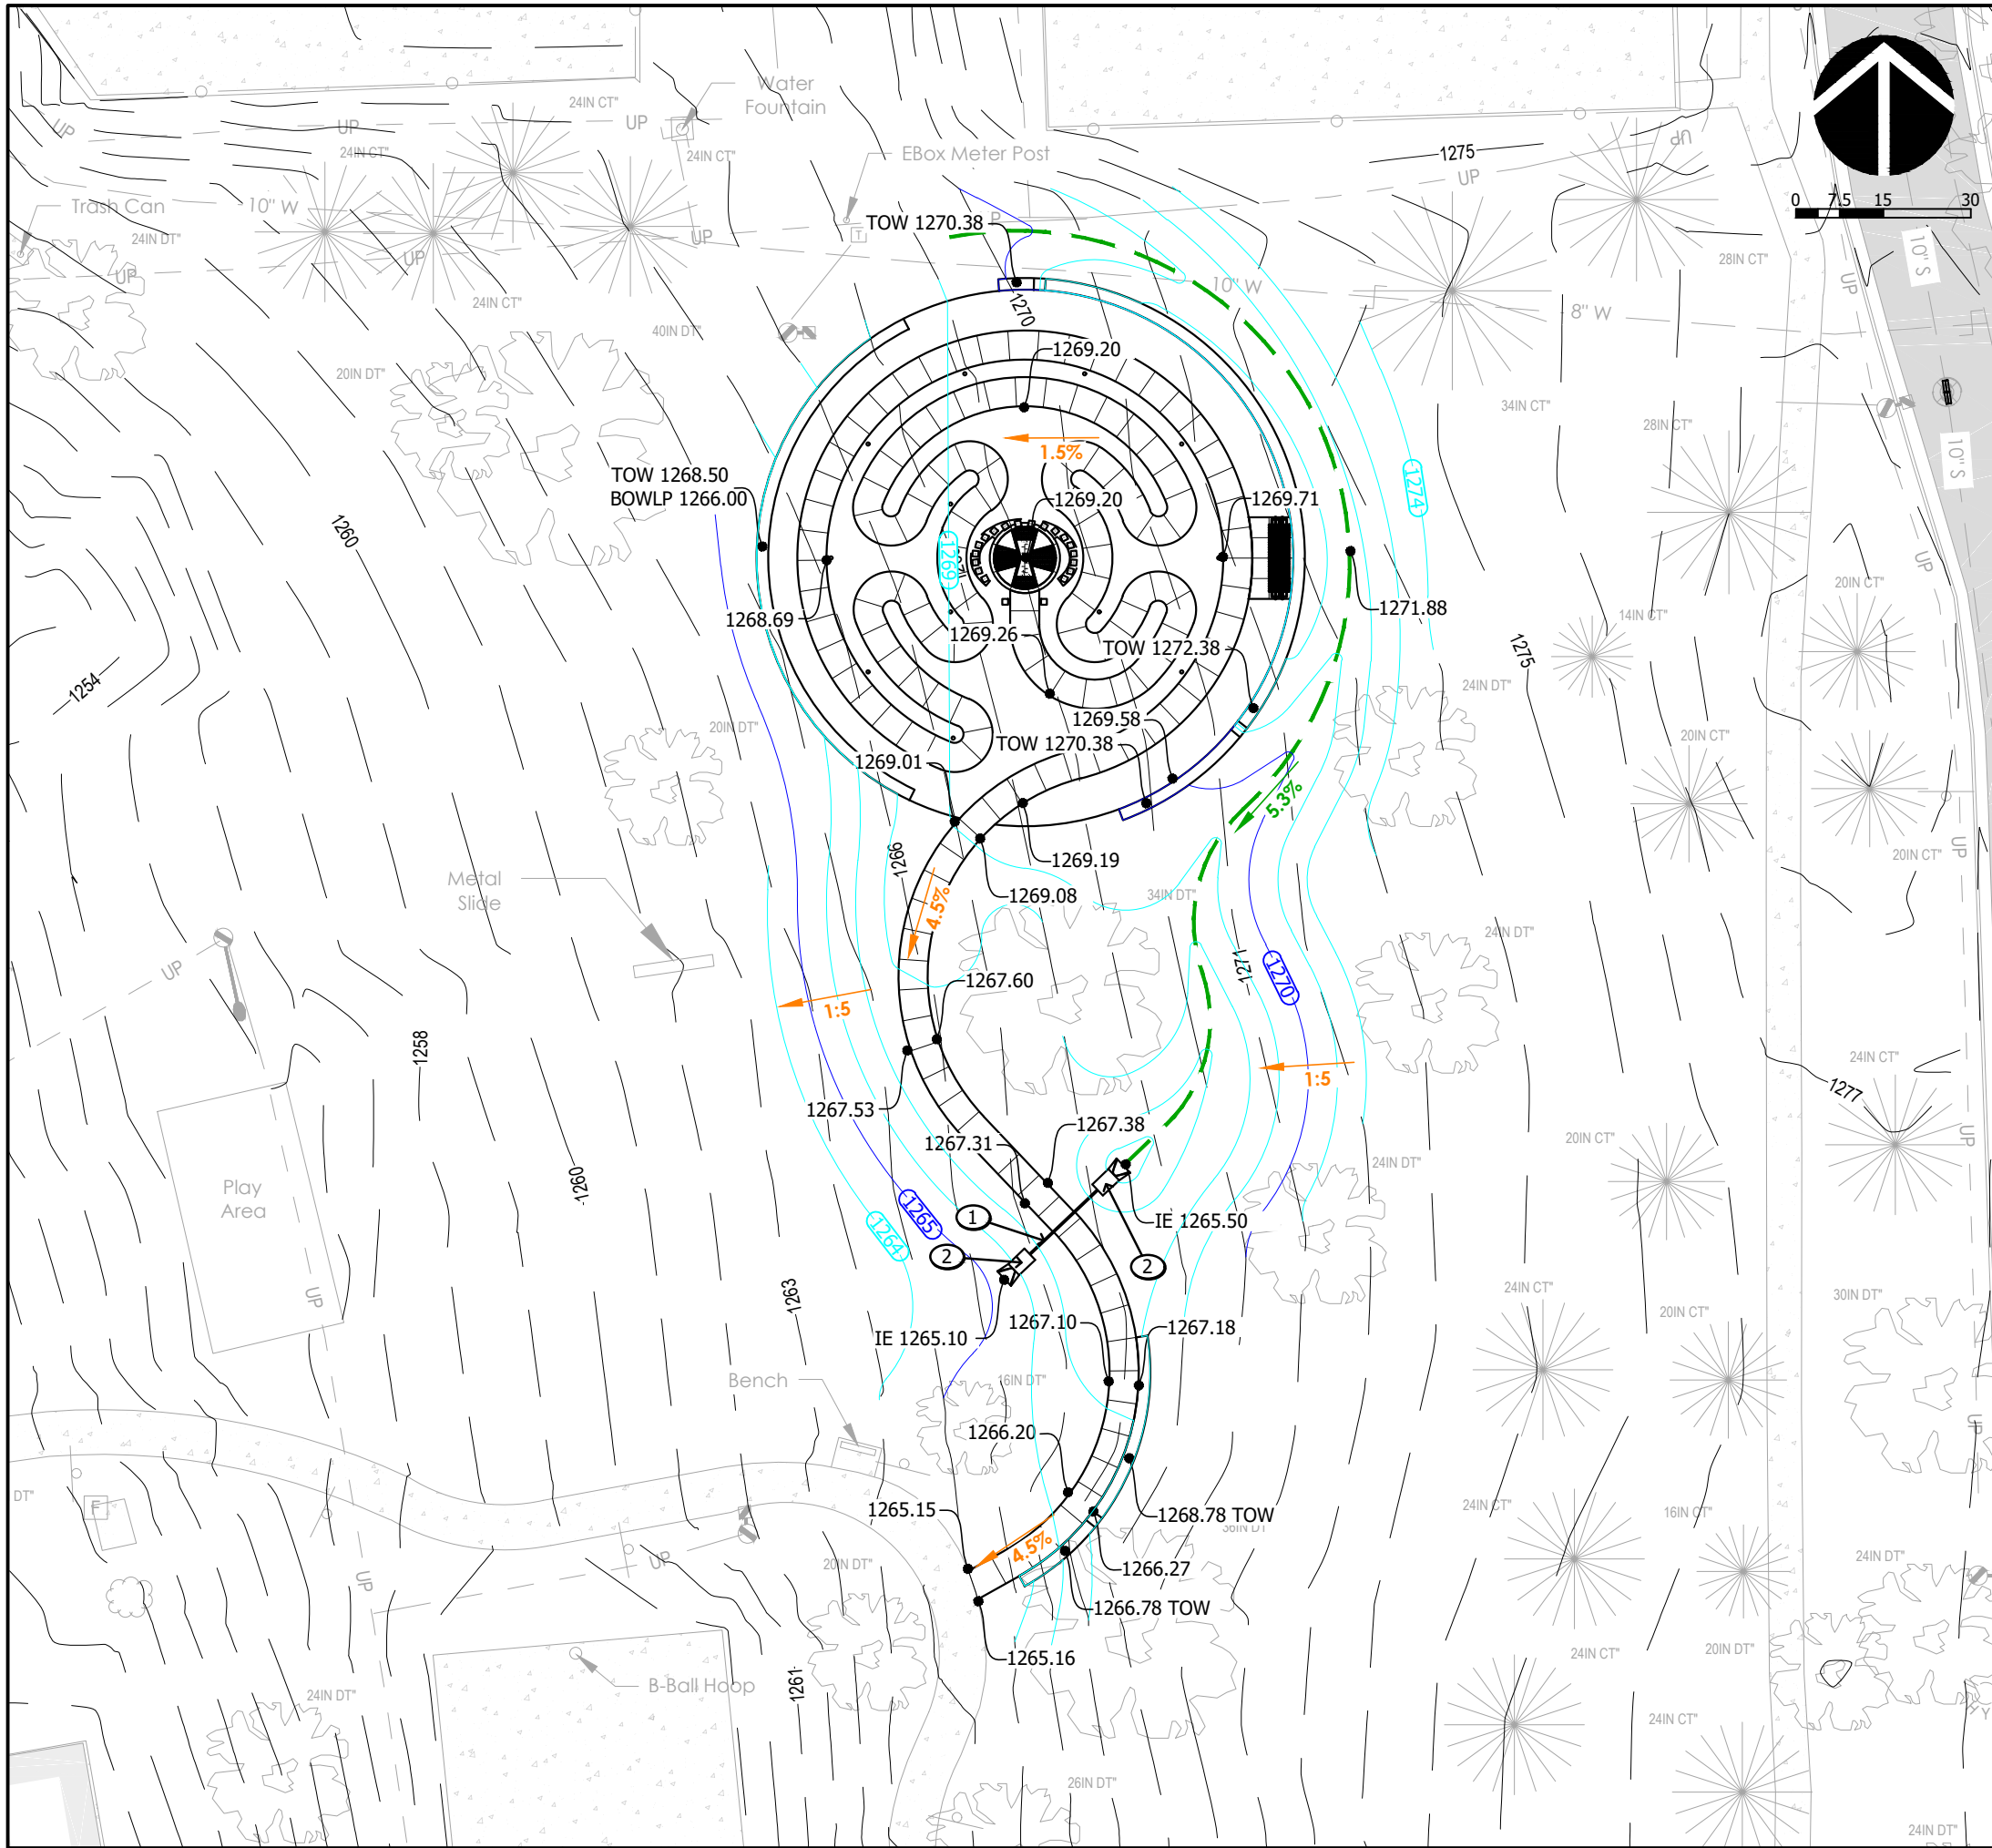 Water
Fountain
24IN CT"
UP
UP
UP
24IN CT"
24IN CT"
EBox Meter Post
1275
UP
UP
0 7.5 15 30
Trash Can
10" W
24IN DT"
UP
UP
UP
TOW 1270.38
P
T
10" S
28IN CT"
UP
24IN CT"
40IN DT"
1270
10" W
8" W
20IN DT"
1269.20
34IN CT"
28IN CT"
1.5%
10" S
TOW 1268.50
BOWLP 1266.00
1269.20
1269.71
1274
1260
1269
UP
20IN CT"
1268.69
1269.26
TOW 1272.38
1271.88
14IN CT"
1275
1254
20IN DT"
24IN DT"
1269.58
TOW 1270.38
20IN CT"
20IN CT"
1269.01
5.3%
1266
1269.19
UP
20IN CT"
Metal
Slide
4.5%
1269.08
34IN DT"
24IN DT"
UP
1267.60
1271
1270
1:5
1258
1:5
24IN CT"
1277
1267.53
1267.38
1267.31
20IN CT"
UP
24IN DT"
1260
Play
Area
1265
1264
1
IE 1265.50
2
2
UP
1263
IE 1265.10
1267.10
1267.18
24IN CT"
20IN CT"
30IN DT"
Bench
16IN DT"
1266.20
UP
DT"
F
1265.15
1268.78 TOW
36IN DT
24IN CT"
16IN CT"
UP
UP
20IN DT"
4.5%
1266.27
24IN DT"
1266.78 TOW
1265.16
24IN CT"
20IN DT"
1261
B-Ball Hoop
24IN DT"
24IN CT"
26IN DT"
24IN DT"